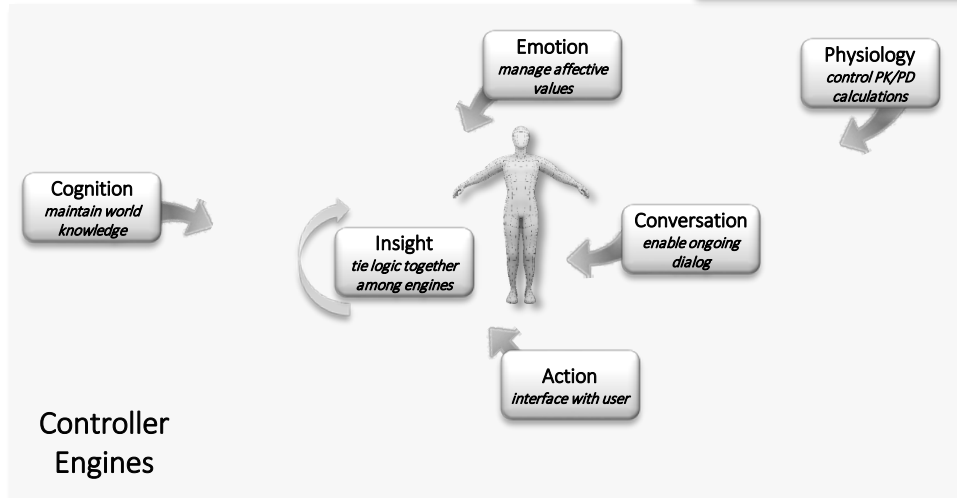 Emotion
manage affective
values
Physiology
control PK/PD
calculations
Cognition
maintain world
knowledge
Insight
tie logic together
among engines
Conversation
enable ongoing
dialog
Action
interface with user
Controller
Engines